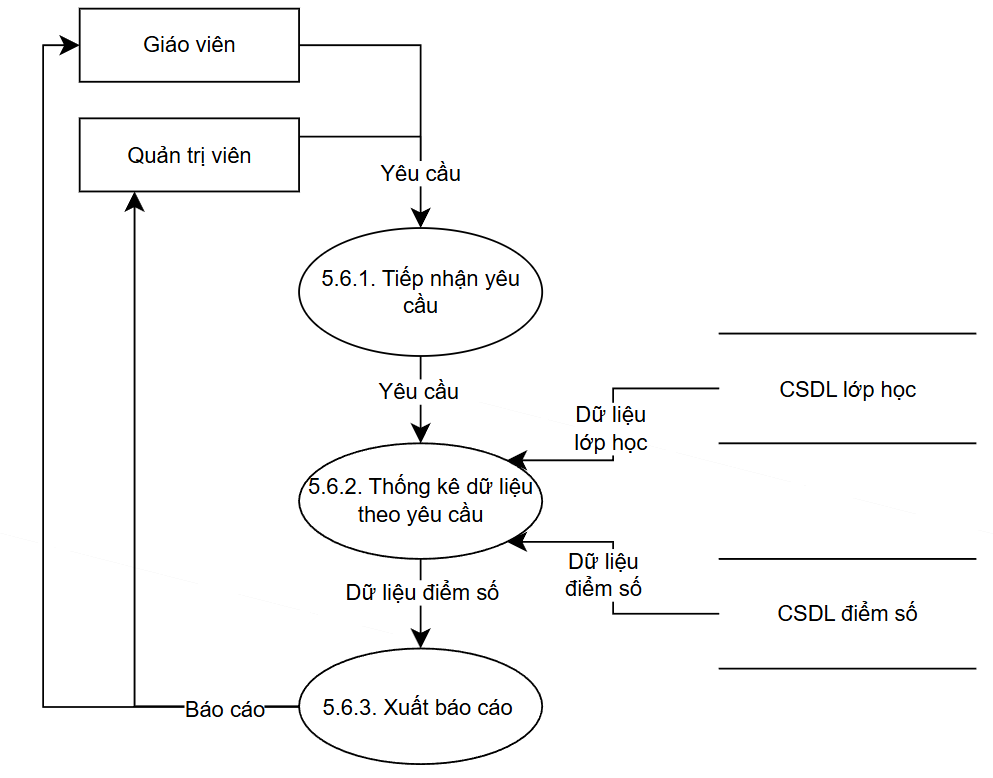 Giáo viên
Quản trị viên
Yêu cầu
5.6.1. Tiếp nhận yêu
cầu
Yêu cầu
CSDL lớp học
Dữ liệu
lớp học
5.6.2. Thống kê dữ liệu
theo yêu cầu
Dữ liệu
điểm số
Dữ liệu điểm số
CSDL điểm số
5.6.3. Xuất báo cáo
Báo cáo